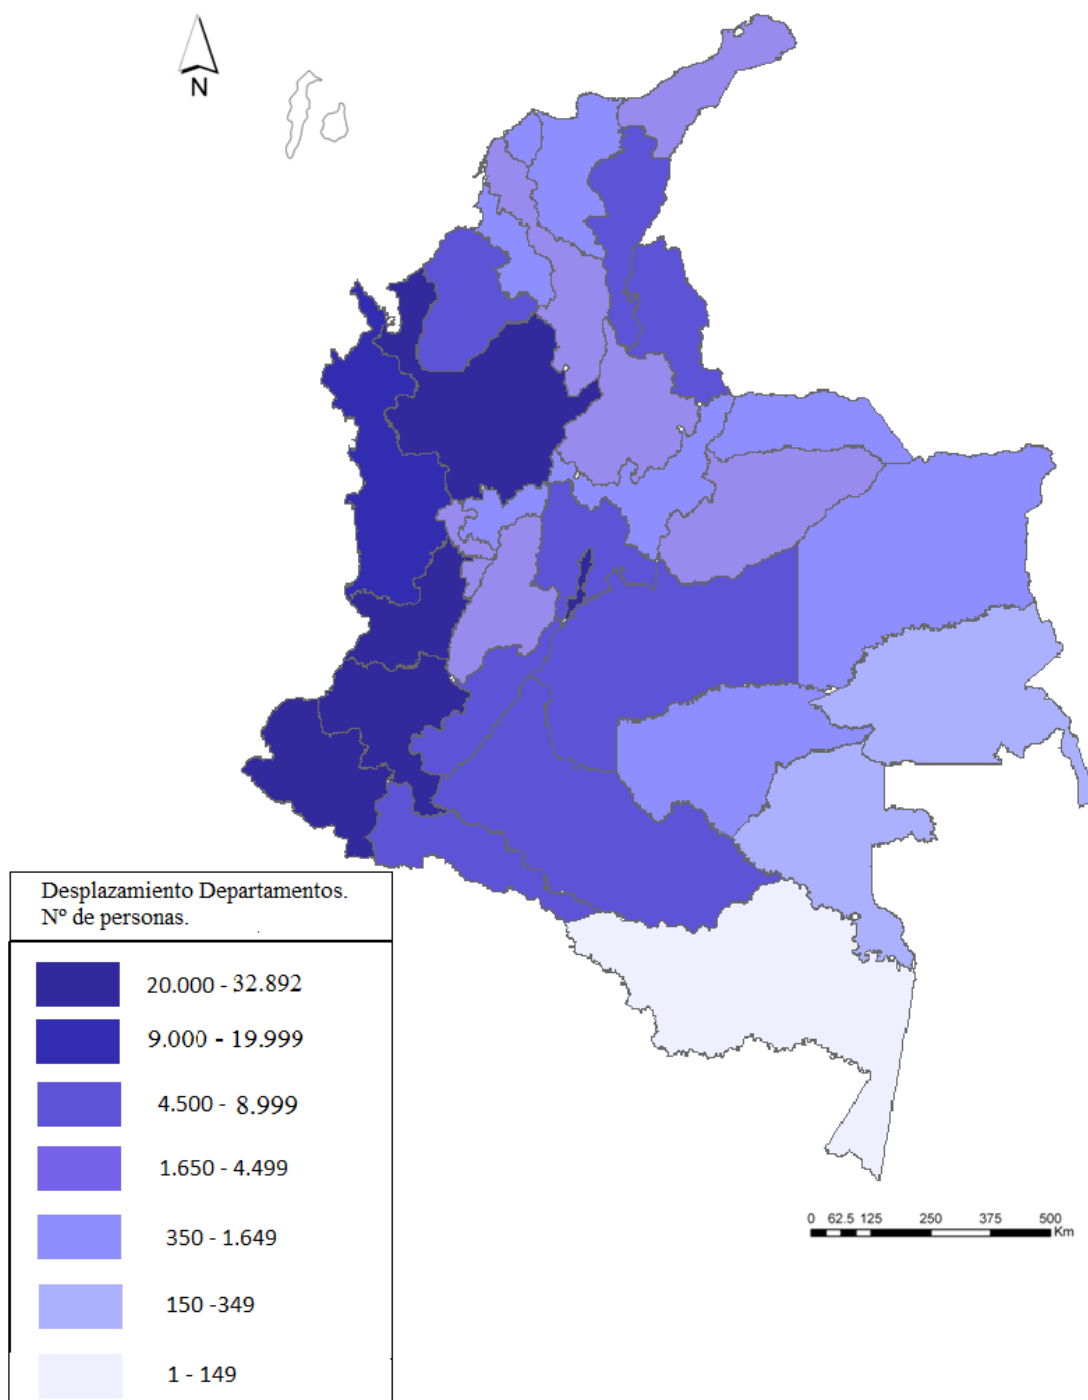 N
Desplazamiento Departamentos.
Nº de personas.
20.000 - 32.892
9.000 - 19.999
4.500 - 8.999
1.650 - 4.499
350 - 1.649
150 -349
1 - 149
0 62.5 125 250 375 500
Km